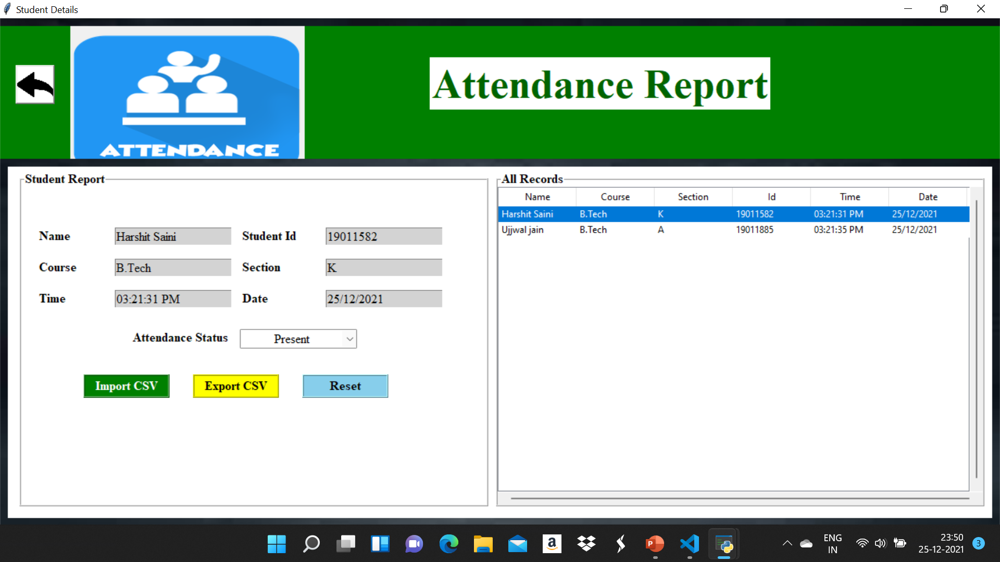 Student Details
Attendance Report
ATTENDANCE
Student Report
Name Harshit Saini Student Id 19011582
Course B.Tech Section K
Time 03:21:31 PM Date 25/12/2021
Attendance Status Present
Import CSV Export CSV Reset
All Records
Name Course Section Id Time Date
Harshit Saini B.Tech K 19011582 03:21:31 PM 25/12/2021
Ujjwal jain B.Tech A 19011885 03:21:35 PM 25/12/2021
a
P
ENG
IN
23:50
25-12-2021
3